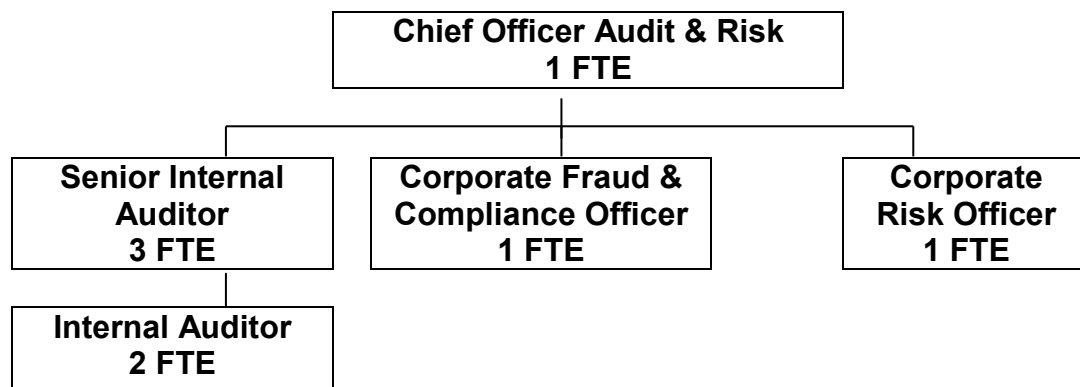 Chief Officer Audit & Risk
1 FTE
Senior Internal
Auditor
3 FTE
Corporate Fraud &
Compliance Officer
1 FTE
Corporate
Risk Officer
1 FTE
Internal Auditor
2 FTE